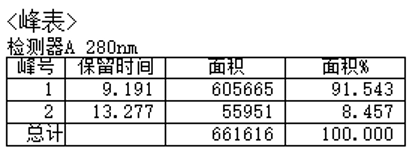 <峰表>
检测器A 280nm
峰号 保留时间 面积 面积%
1 9.191 605665 91.543
2 13.277 55951 8.457
总计 661616 100.000